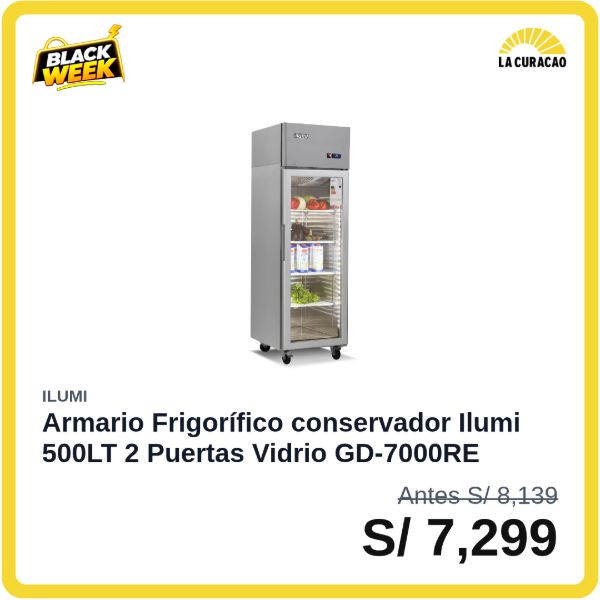 BLACK
WEEK
LA CURACAO
ILUMI
Armario Frigorífico conservador Ilumi
500LT 2 Puertas Vidrio GD-7000RE
Antes S/ 8,139
S/ 7,299